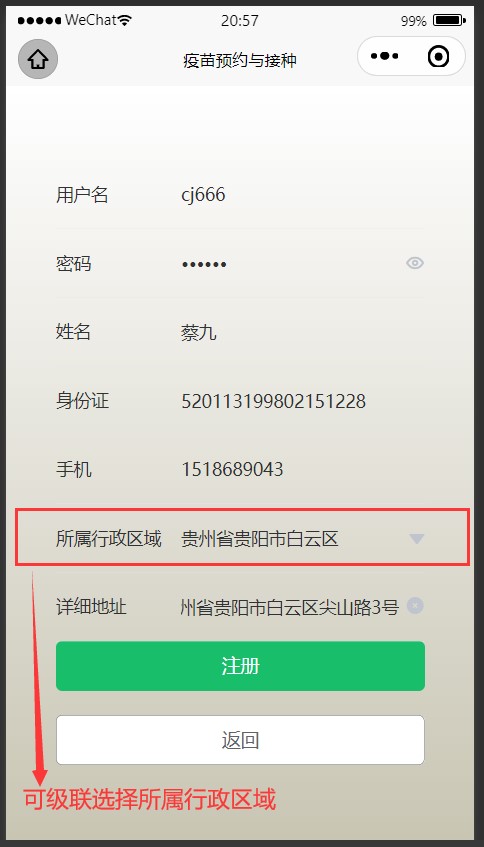 WeChat 20:57 99%
疫苗预约与接种
用户名 cj666
密码 ••••••
姓名 蔡九
身份证 520113199802151228
手机 1518689043
所属行政区域 贵州省贵阳市白云区
详细地址 州省贵阳市白云区尖山路3号
注册
返回
可级联选择所属行政区域